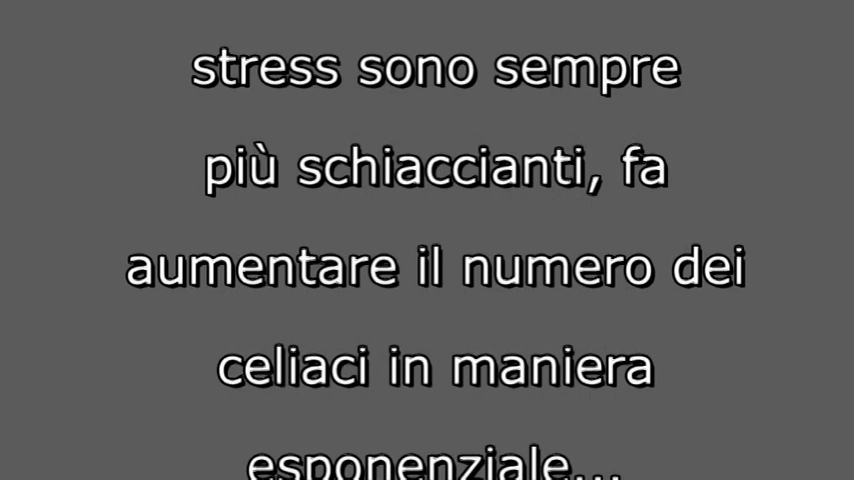 stress sono sempre
più schiaccianti, fa
aumentare il numero dei
celiaci in maniera
esponenziale...